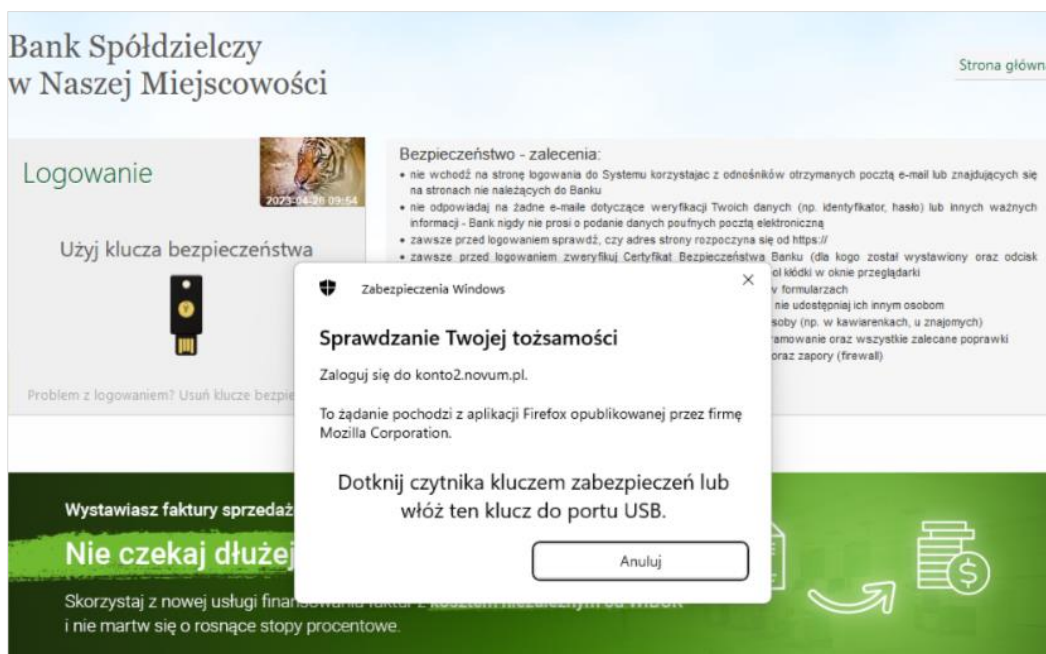 Bank Spółdzielczy
w Naszej Miejscowości
Strona główna
Logowanie
2023-04-26 09:54
Użyj klucza bezpieczeństwa
Problem z logowaniem? Usuń klucze
Bezpieczeństwo - zalecenia:
• nie wchodź na stronę logowania do Systemu korzystajac z odnośników otrzymanych pocztą e-mail lub znajdujących się
na stronach nie należących do Banku
• nie odpowiadaj na żadne e-maile dotyczące weryfikacji Twoich danych (np. identyfikator, hasło) lub innych ważnych
informacji - Bank nigdy nie prosi o podanie danych poufnych pocztą elektroniczną
• zawsze przed logowaniem sprawdź, czy adres strony rozpoczyna się od https://
• zawsze przed logowaniem zweryfikuj Certyfikat Bezpieczeństwa Banku (dla kogo został wystawiony oraz odcisk
kłódki w oknie przeglądarki
formularzach
nie udostępniaj ich innym osobom
soby (np. w kawiarenkach, u znajomych)
ramowanie oraz wszystkie zalecane poprawki
oraz zapory (firewall)
Zabezpieczenia Windows
Sprawdzanie Twojej tożsamości
Zaloguj się do konto2.novum.pl.
To żądanie pochodzi z aplikacji Firefox opublikowanej przez firmę
Mozilla Corporation.
Dotknij czytnika kluczem zabezpieczeń lub
włóż ten klucz do portu USB.
Anuluj
Wystawiasz faktury sprzedaż
Nie czekaj dłużej
Skorzystaj z nowej usługi finansowania faktur z kosztem niezależnym od WIBOR
i nie martw się o rosnące stopy procentowe.